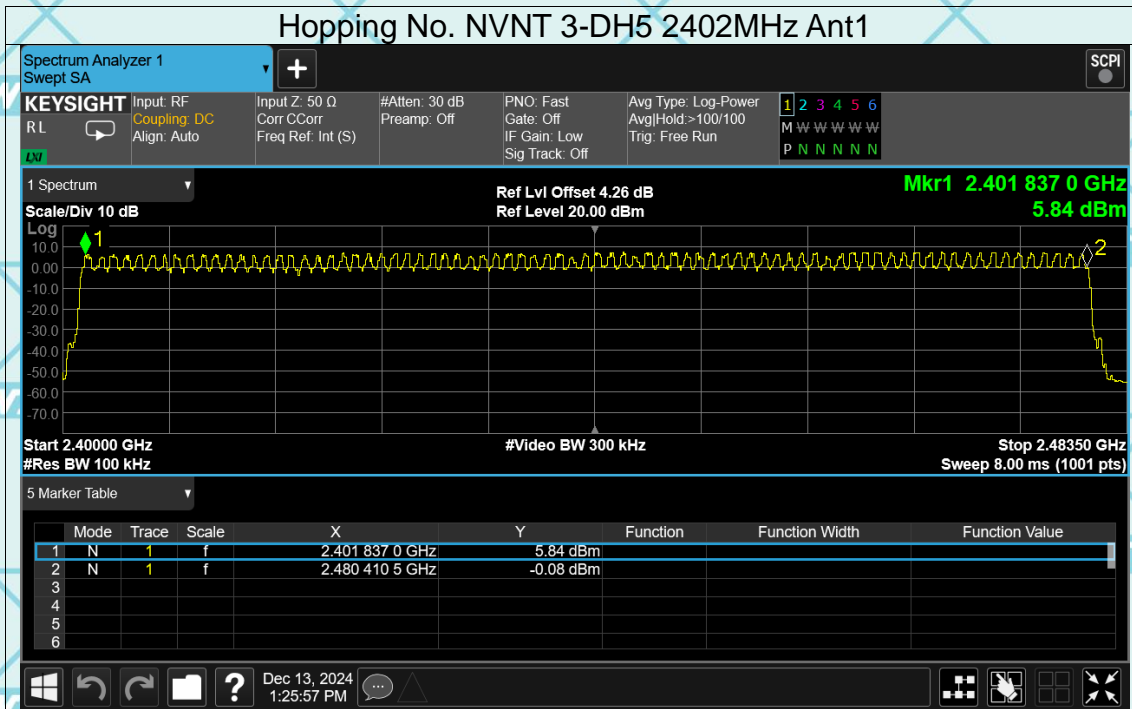 Hopping No. NVNT 3-DH5 2402MHz Ant1
Spectrum Analyzer 1
Swept SA
+
SCPI
KEYSIGHT
R L
LXI
Input: RF
Coupling: DC
Align: Auto
Input Z: 50 Ω
Corr CCorr
Freq Ref: Int (S)
#Atten: 30 dB
Preamp: Off
PNO: Fast
Gate: Off
IF Gain: Low
Sig Track: Off
Avg Type: Log-Power
Avg|Hold:>100/100
Trig: Free Run
1 2 3 4 5 6
M W W W W W
P N N N N N
1 Spectrum
Scale/Div 10 dB
Ref Lvl Offset 4.26 dB
Ref Level 20.00 dBm
Mkr1 2.401 837 0 GHz
5.84 dBm
Log
10.0
0.00
-10.0
-20.0
-30.0
-40.0
-50.0
-60.0
-70.0
1
2
Start 2.40000 GHz
#Res BW 100 kHz
#Video BW 300 kHz
Stop 2.48350 GHz
Sweep 8.00 ms (1001 pts)
5 Marker Table
Mode Trace Scale X Y Function Function Width Function Value
1 N 1 f 2.401 837 0 GHz 5.84 dBm
2 N 1 f 2.480 410 5 GHz -0.08 dBm
3
4
5
6
?
Dec 13, 2024
1:25:57 PM